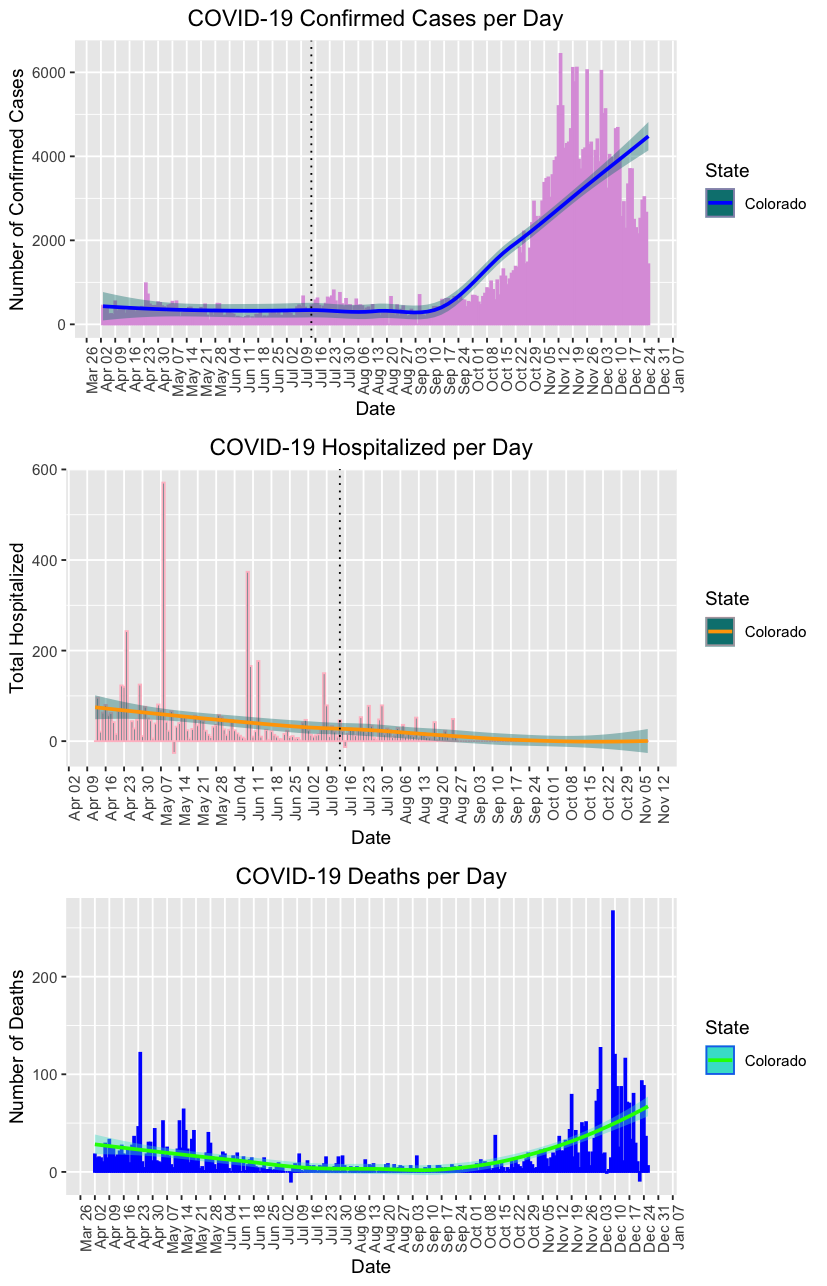 COVID-19 Confirmed Cases per Day
Number of Confirmed Cases
6000
4000
2000
0
Mar 26
Apr 02
Apr 09
Apr 16
Apr 23
Apr 30
May 07
May 14
May 21
May 28
Jun 04
Jun 11
Jun 18
Jun 25
Jul 02
Jul 09
Jul 16
Jul 23
Jul 30
Aug 06
Aug 13
Aug 20
Aug 27
Sep 03
Sep 10
Sep 17
Sep 24
Oct 01
Oct 08
Oct 15
Oct 22
Oct 29
Nov 05
Nov 12
Nov 19
Nov 26
Dec 03
Dec 10
Dec 17
Dec 24
Dec 31
Jan 07
Date
State
Colorado
COVID-19 Hospitalized per Day
Total Hospitalized
600
400
200
0
Apr 02
Apr 09
Apr 16
Apr 23
Apr 30
May 07
May 14
May 21
May 28
Jun 04
Jun 11
Jun 18
Jun 25
Jul 02
Jul 09
Jul 16
Jul 23
Jul 30
Aug 06
Aug 13
Aug 20
Aug 27
Sep 03
Sep 10
Sep 17
Sep 24
Oct 01
Oct 08
Oct 15
Oct 22
Oct 29
Nov 05
Nov 12
Date
State
Colorado
COVID-19 Deaths per Day
Number of Deaths
200
100
0
Mar 26
Apr 02
Apr 09
Apr 16
Apr 23
Apr 30
May 07
May 14
May 21
May 28
Jun 04
Jun 11
Jun 18
Jun 25
Jul 02
Jul 09
Jul 16
Jul 23
Jul 30
Aug 06
Aug 13
Aug 20
Aug 27
Sep 03
Sep 10
Sep 17
Sep 24
Oct 01
Oct 08
Oct 15
Oct 22
Oct 29
Nov 05
Nov 12
Nov 19
Nov 26
Dec 03
Dec 10
Dec 17
Dec 24
Dec 31
Jan 07
Date
State
Colorado